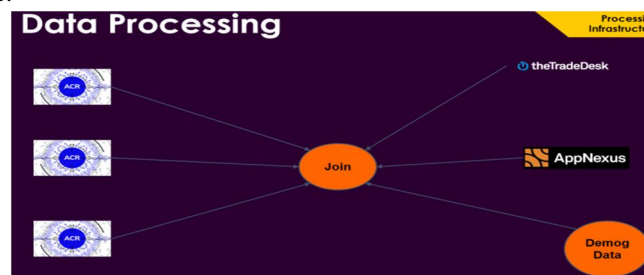 Data Processing
Processi
Infrastructu
ACR
theTradeDesk
ACR
Join
AppNexus
ACR
Demog
Data